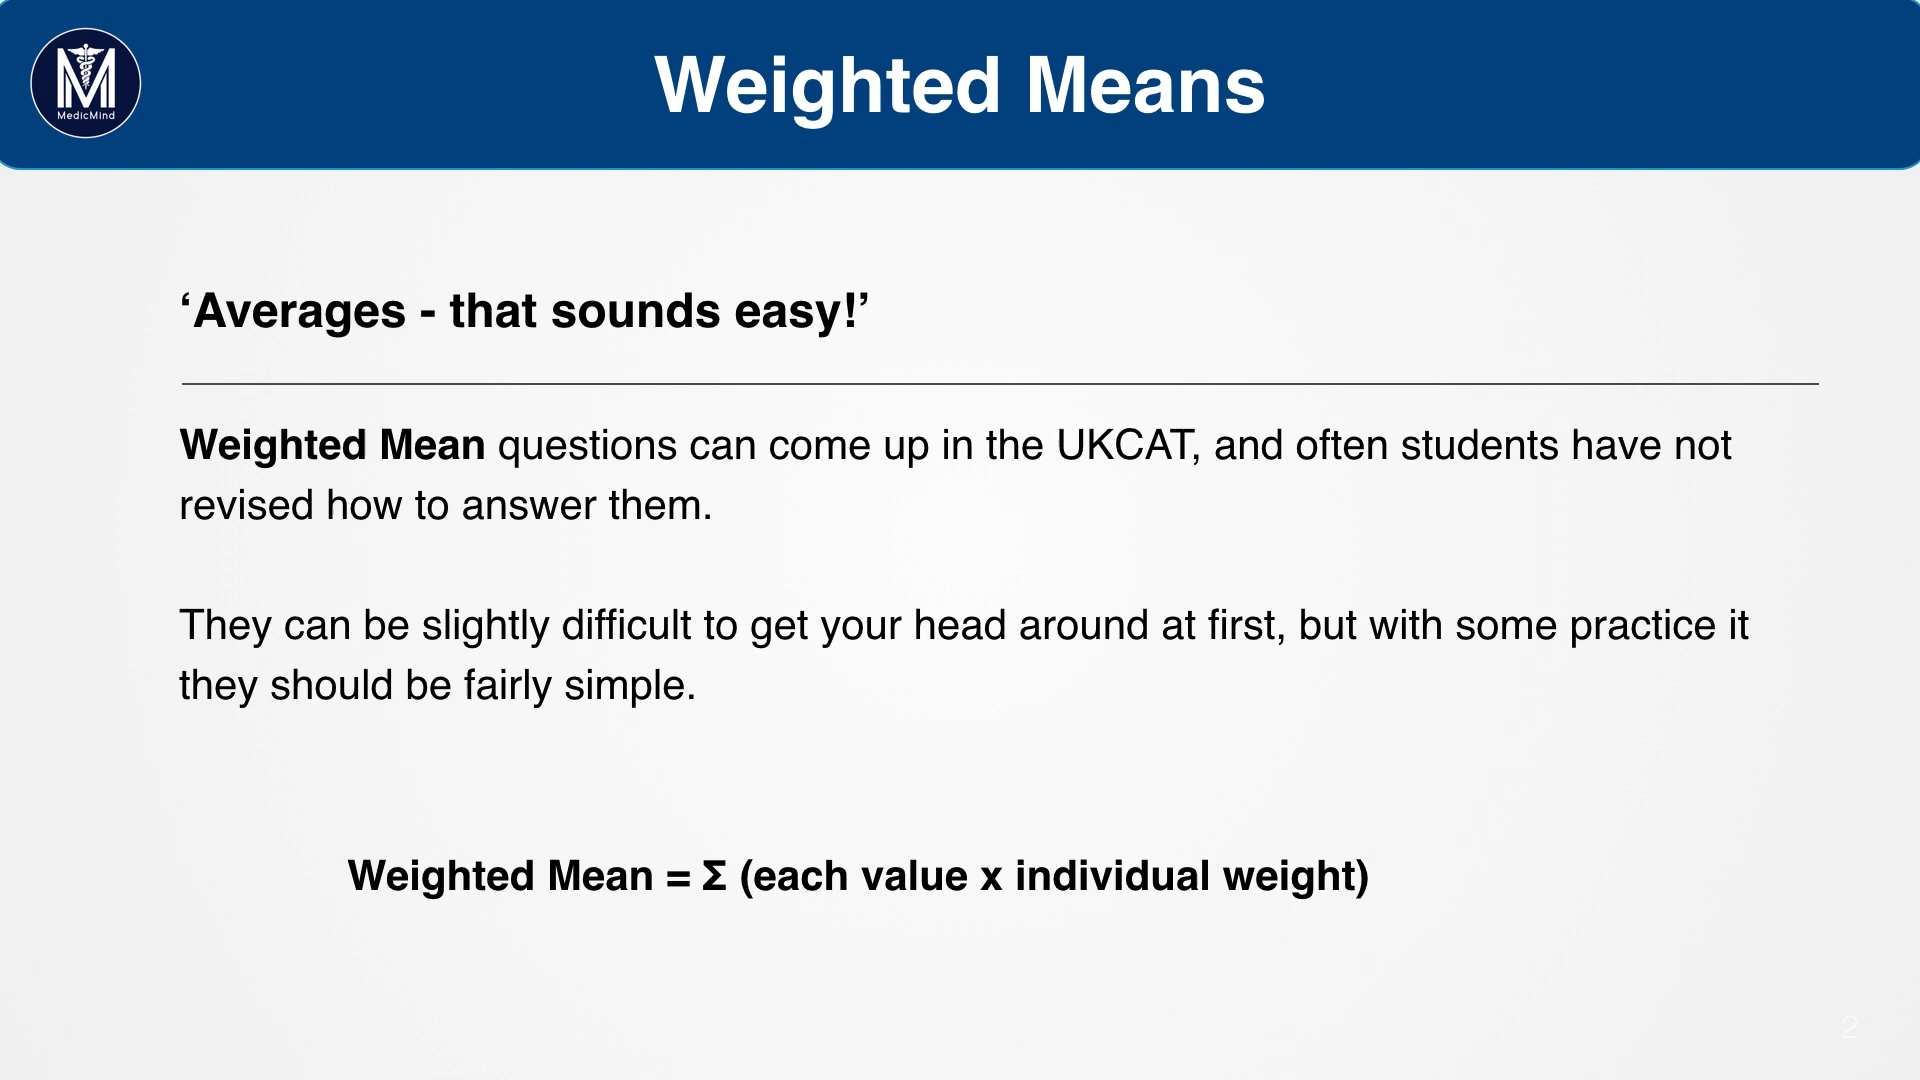 MedicMind
Weighted Means
‘Averages - that sounds easy!’
Weighted Mean questions can come up in the UKCAT, and often students have not
revised how to answer them.
They can be slightly difficult to get your head around at first, but with some practice it
they should be fairly simple.
Weighted Mean = Σ (each value x individual weight)
2